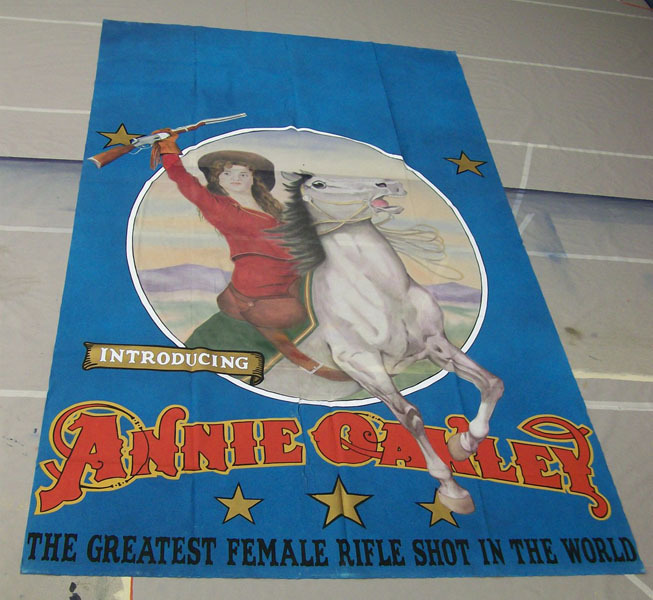 INTRODUCING
ANNIE OAKLEY
THE GREATEST FEMALE RIFLE SHOT IN THE WORLD